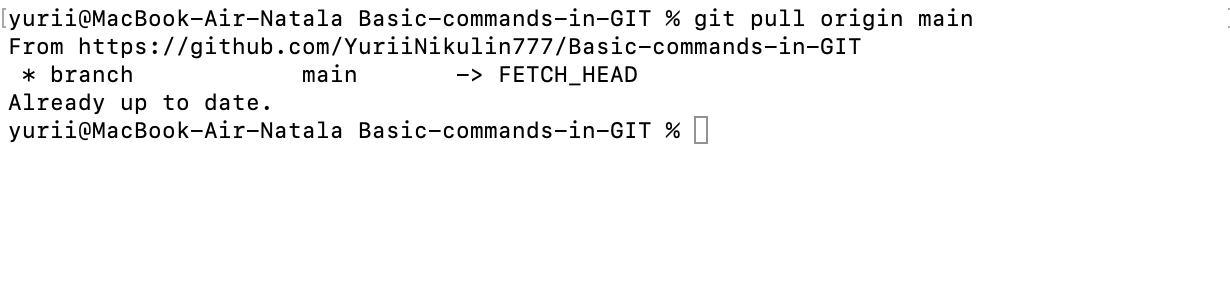 [yurii@MacBook-Air-Natala Basic-commands-in-GIT % git pull origin main
From https://github.com/YuriiNikulin777/Basic-commands-in-GIT
 * branch            main       -> FETCH_HEAD
Already up to date.
yurii@MacBook-Air-Natala Basic-commands-in-GIT %